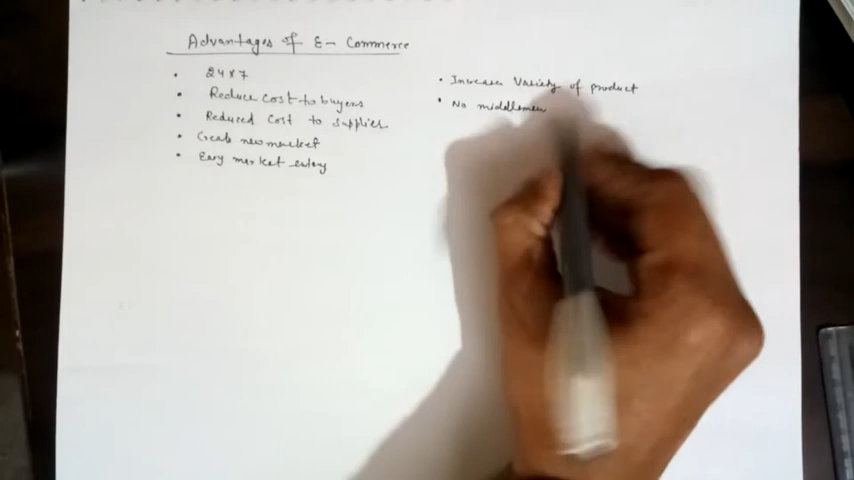 Advantages of E-Commerce
• 24x7
• Reduce cost to buyers
• Reduced cost to supplier
• Create new market
• Easy market entry
• Increase Variety of product
• No middlemen